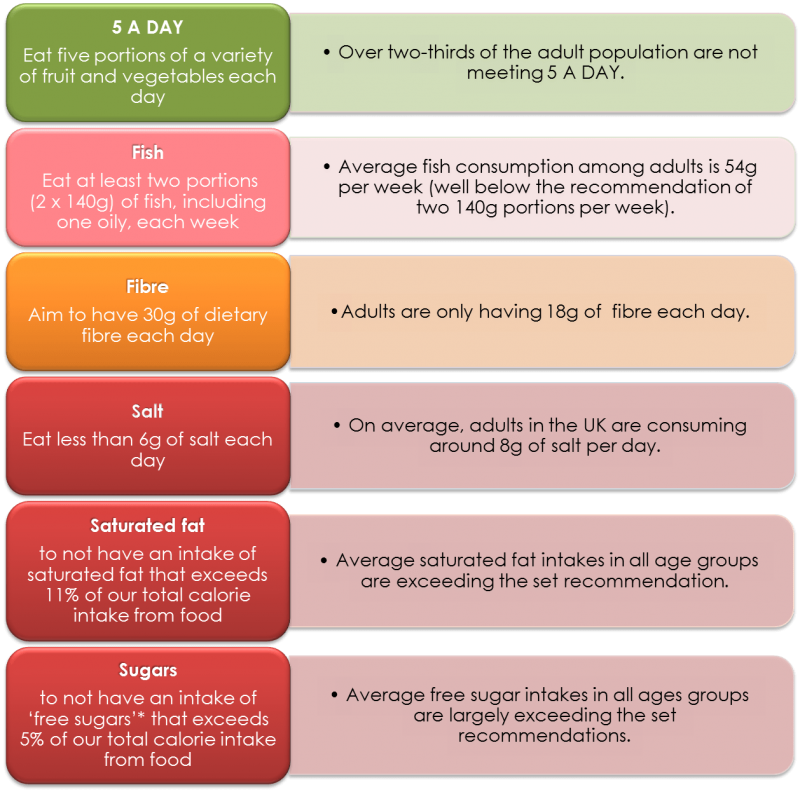 5 A DAY
Eat five portions of a variety
of fruit and vegetables each
day
• Over two-thirds of the adult population are not
meeting 5 A DAY.
Fish
Eat at least two portions
(2 x 140g) of fish, including
one oily, each week
• Average fish consumption among adults is 54g
per week (well below the recommendation of
two 140g portions per week).
Fibre
Aim to have 30g of dietary
fibre each day
•Adults are only having 18g of fibre each day.
Salt
Eat less than 6g of salt each
day
• On average, adults in the UK are consuming
around 8g of salt per day.
Saturated fat
to not have an intake of
saturated fat that exceeds
11% of our total calorie
intake from food
• Average saturated fat intakes in all age groups
are exceeding the set recommendation.
Sugars
to not have an intake of
‘free sugars’* that exceeds
5% of our total calorie intake
from food
• Average free sugar intakes in all ages groups
are largely exceeding the set
recommendations.